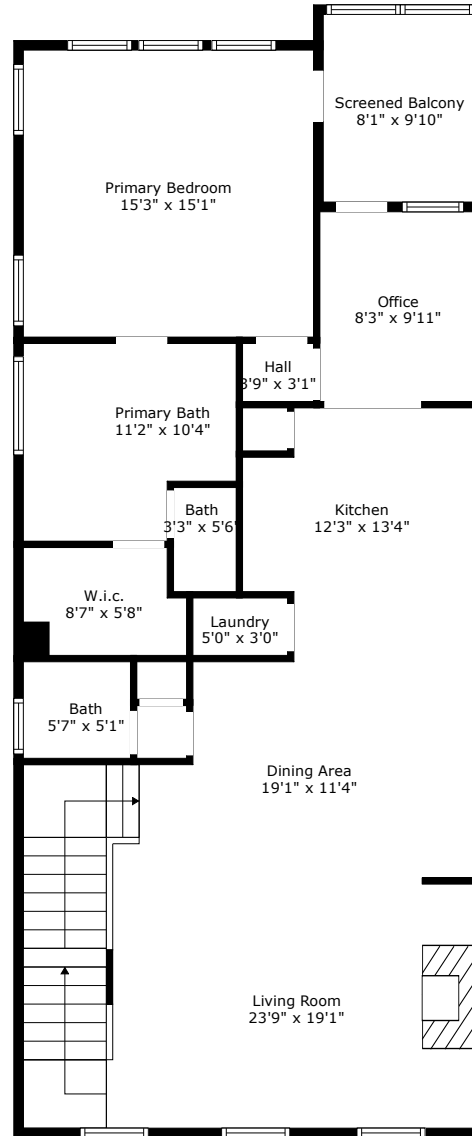 Screened Balcony
8'1" x 9'10"
Primary Bedroom
15'3" x 15'1"
Office
8'3" x 9'11"
Hall
3'9" x 3'1"
Primary Bath
11'2" x 10'4"
Bath
3'3" x 5'6"
Kitchen
12'3" x 13'4"
W.i.c.
8'7" x 5'8"
Laundry
5'0" x 3'0"
Bath
5'7" x 5'1"
Dining Area
19'1" x 11'4"
Living Room
23'9" x 19'1"